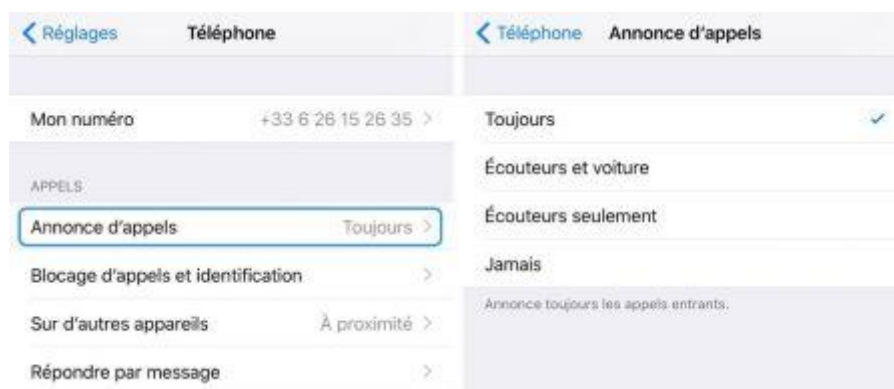 Réglages
Téléphone
Mon numéro
+33 6 26 15 26 35
APPELS
Annonce d'appels
Toujours
Blocage d'appels et identification
Sur d'autres appareils
À proximité
Répondre par message
Téléphone
Annonce d'appels
Toujours
Écouteurs et voiture
Écouteurs seulement
Jamais
Annonce toujours les appels entrants.